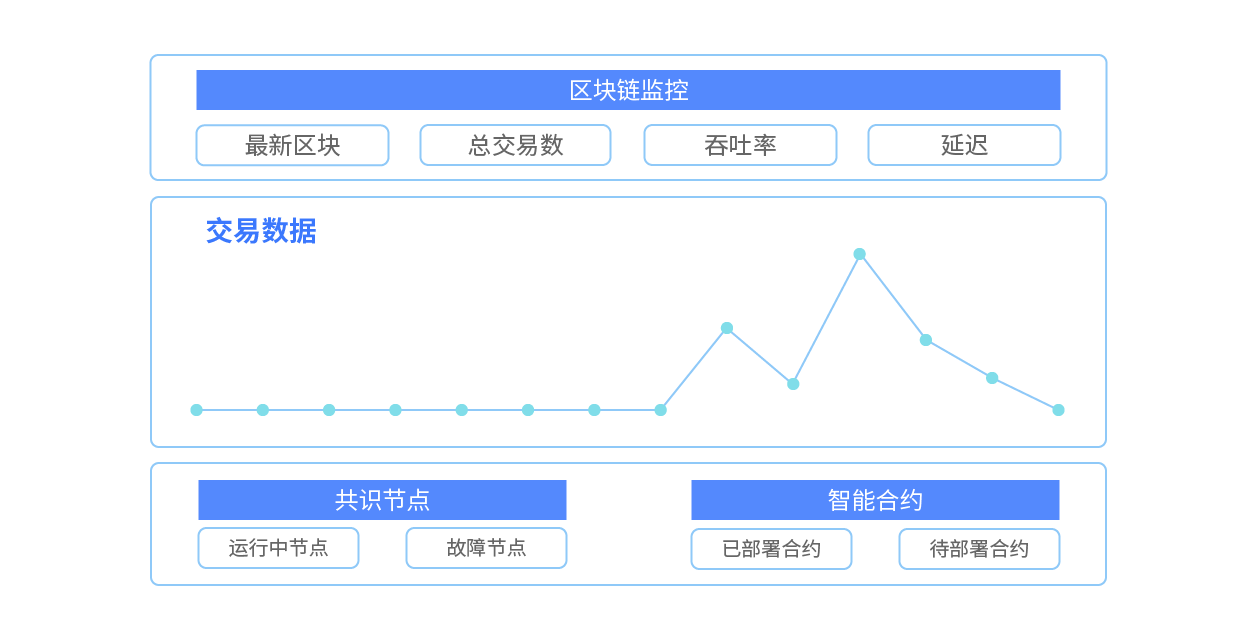 区块链监控
最新区块
总交易数
吞吐率
延迟
交易数据
共识节点
智能合约
运行中节点
故障节点
已部署合约
待部署合约